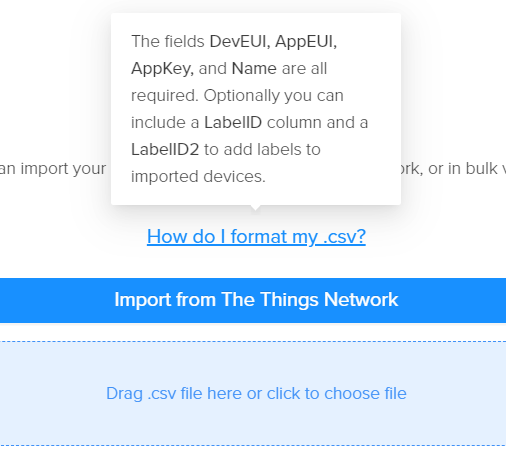 The fields DevEUI, AppEUI,
AppKey, and Name are all
required. Optionally you can
include a LabelID column and a
LabelID2 to add labels to
imported devices.
an import your rk, or in bulk
How do I format my .csv?
Import from The Things Network
Drag .csv file here or click to choose file